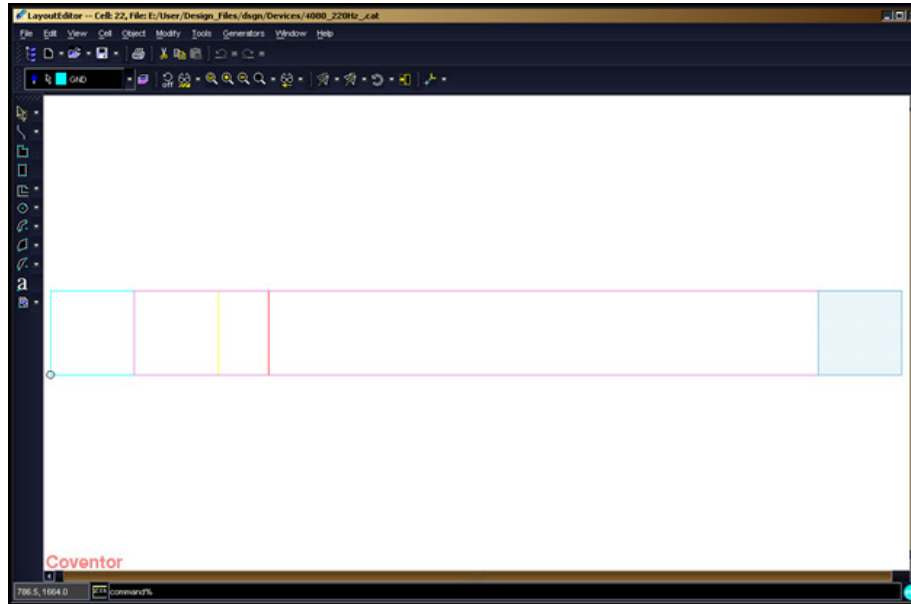 LayoutEditor -- Cell: 22, File: E:/User/Design_Files/dsgn/Devices/4080_220Hz_.cat
File Edit View Cell Object Modify Tools Generators Window Help
GND
off
a
Coventor
786.5, 1664.0 command%